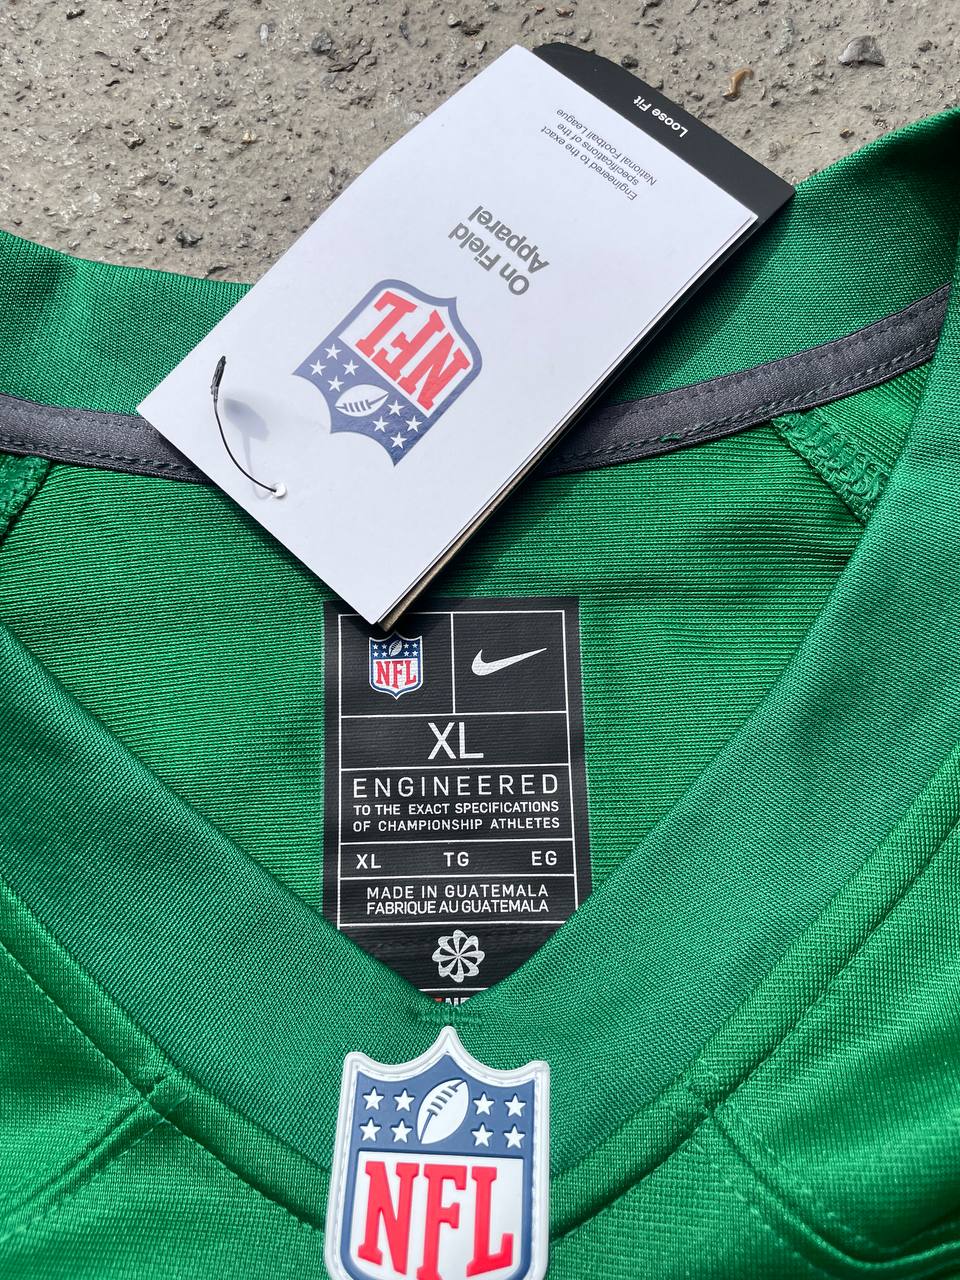 Loose Fit
Engineered to the exact
specifications of the
National Football League
On Field
Apparel
NFL
NFL
XL
ENGINEERED
TO THE EXACT SPECIFICATIONS
OF CHAMPIONSHIP ATHLETES
XL TG EG
MADE IN GUATEMALA
FABRIQUE AU GUATEMALA
NFL